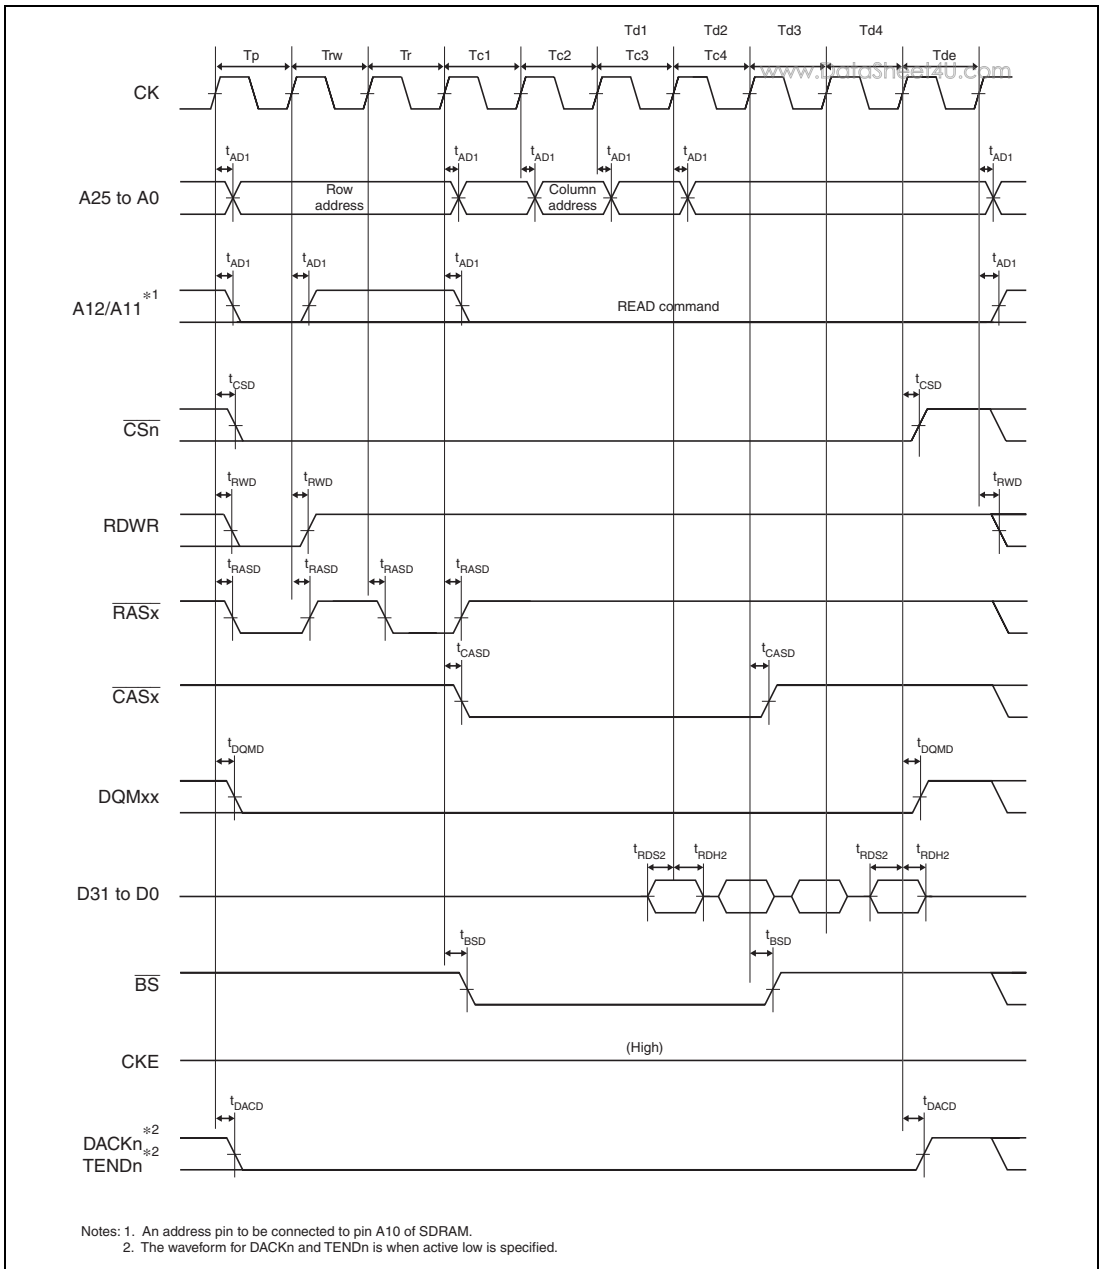 Td1 Td2 Td3 Td4
Tp Trw Tr Tc1 Tc2 Tc3 Tc4 Tde
www.DataSheet4U.com
CK
tAD1 tAD1 tAD1 tAD1 tAD1 tAD1
A25 to A0
Row address
Column address
tAD1 tAD1 tAD1 tAD1
A12/A11*1
READ command
tCSD tCSD
CSn
tRWD tRWD tRWD
RDWR
tRASD tRASD tRASD tRASD
RASx
tCASD tCASD
CASx
tDQMD tDQMD
DQMxx
tRDS2 tRDH2 tRDS2 tRDH2
D31 to D0
tBSD tBSD
BS
(High)
CKE
tDACD tDACD
DACKn*2
TENDn*2
Notes: 1. An address pin to be connected to pin A10 of SDRAM.
2. The waveform for DACKn and TENDn is when active low is specified.